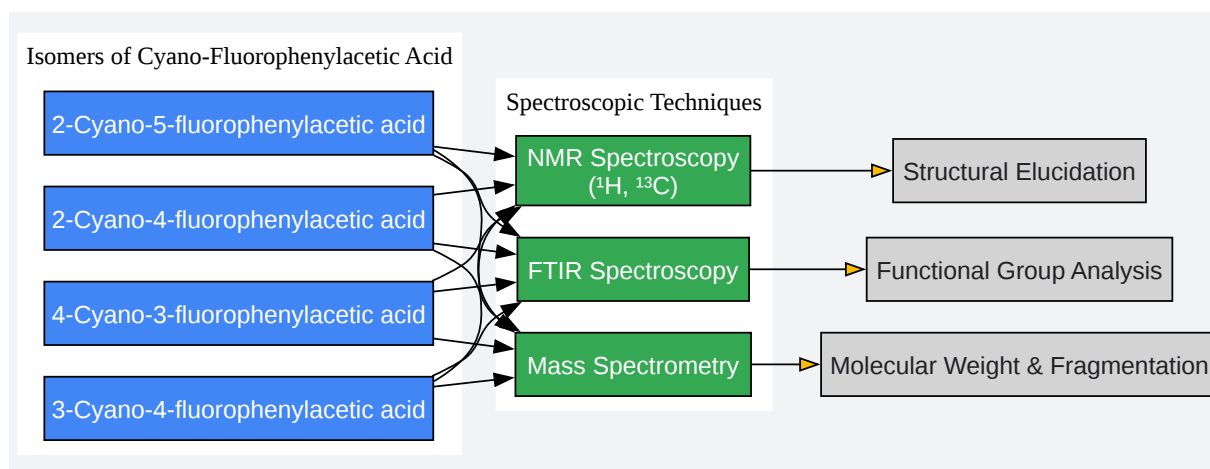 Isomers of Cyano-Fluorophenylacetic Acid
2-Cyano-5-fluorophenylacetic acid
2-Cyano-4-fluorophenylacetic acid
4-Cyano-3-fluorophenylacetic acid
3-Cyano-4-fluorophenylacetic acid
Spectroscopic Techniques
NMR Spectroscopy
(¹H, ¹³C)
FTIR Spectroscopy
Mass Spectrometry
Structural Elucidation
Functional Group Analysis
Molecular Weight & Fragmentation